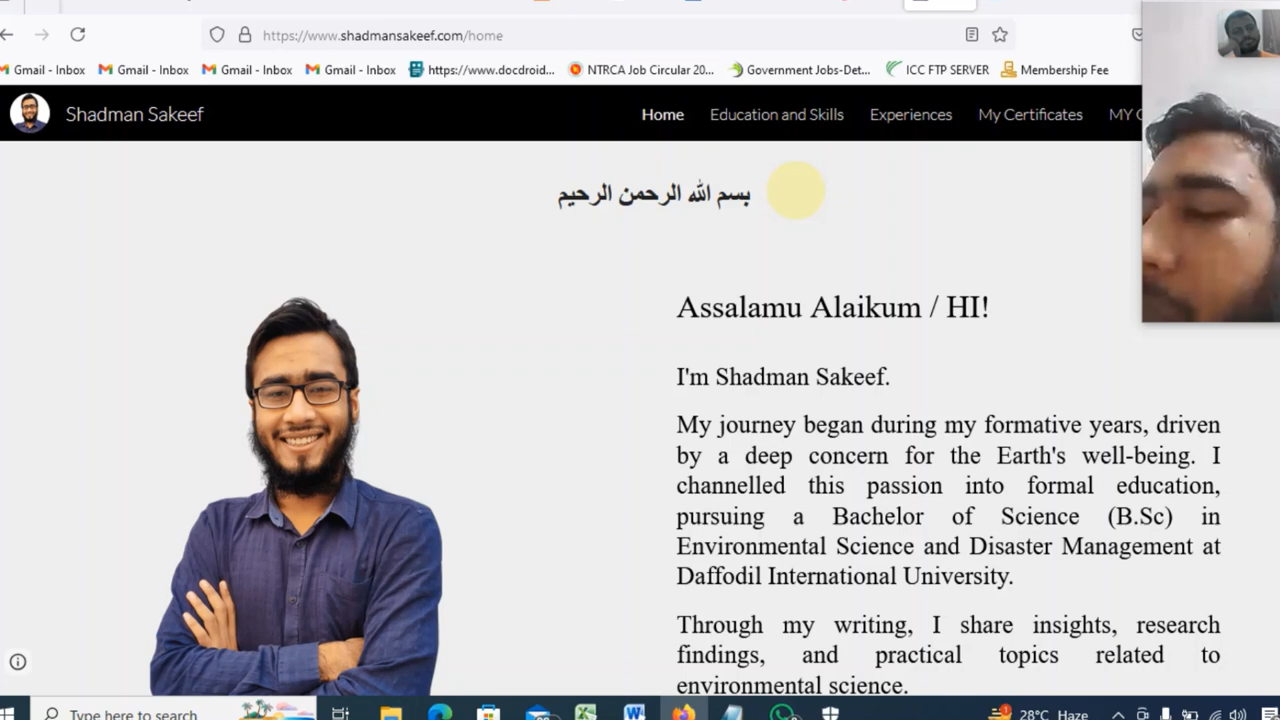 https://www.shadmansakeef.com/home
Gmail - Inbox Gmail - Inbox Gmail - Inbox Gmail - Inbox https://www.docdroid... NTRCA Job Circular 20... Government Jobs-Det... ICC FTP SERVER Membership Fee
Shadman Sakeef Home Education and Skills Experiences My Certificates MY
بسم الله الرحمن الرحيم
Assalamu Alaikum / HI!
I'm Shadman Sakeef.
My journey began during my formative years, driven
by a deep concern for the Earth's well-being. I
channelled this passion into formal education,
pursuing a Bachelor of Science (B.Sc) in
Environmental Science and Disaster Management at
Daffodil International University.
Through my writing, I share insights, research
findings, and practical topics related to
environmental science.
Type here to search 28°C Haze